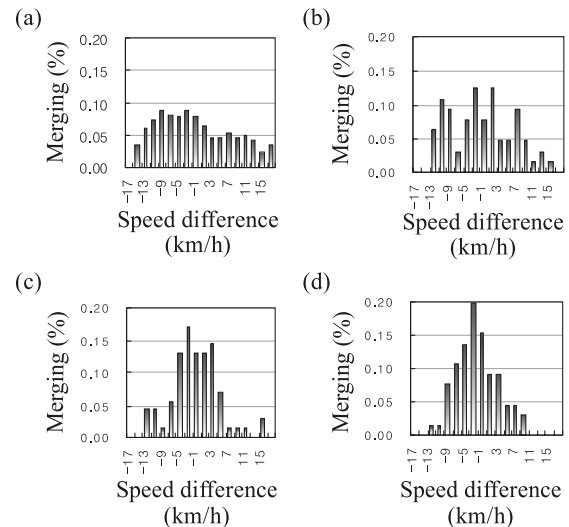 (a)
Merging (%)
0.20
0.15
0.10
0.05
0.00
-17 -13 -9 -5 -1 3 7 11 15
Speed difference
(km/h)
(b)
Merging (%)
0.20
0.15
0.10
0.05
0.00
-17 -13 -9 -5 -1 3 7 11 15
Speed difference
(km/h)
(c)
Merging (%)
0.20
0.15
0.10
0.05
0.00
-17 -13 -9 -5 -1 3 7 11 15
Speed difference
(km/h)
(d)
Merging (%)
0.20
0.15
0.10
0.05
0.00
-17 -13 -9 -5 -1 3 7 11 15
Speed difference
(km/h)